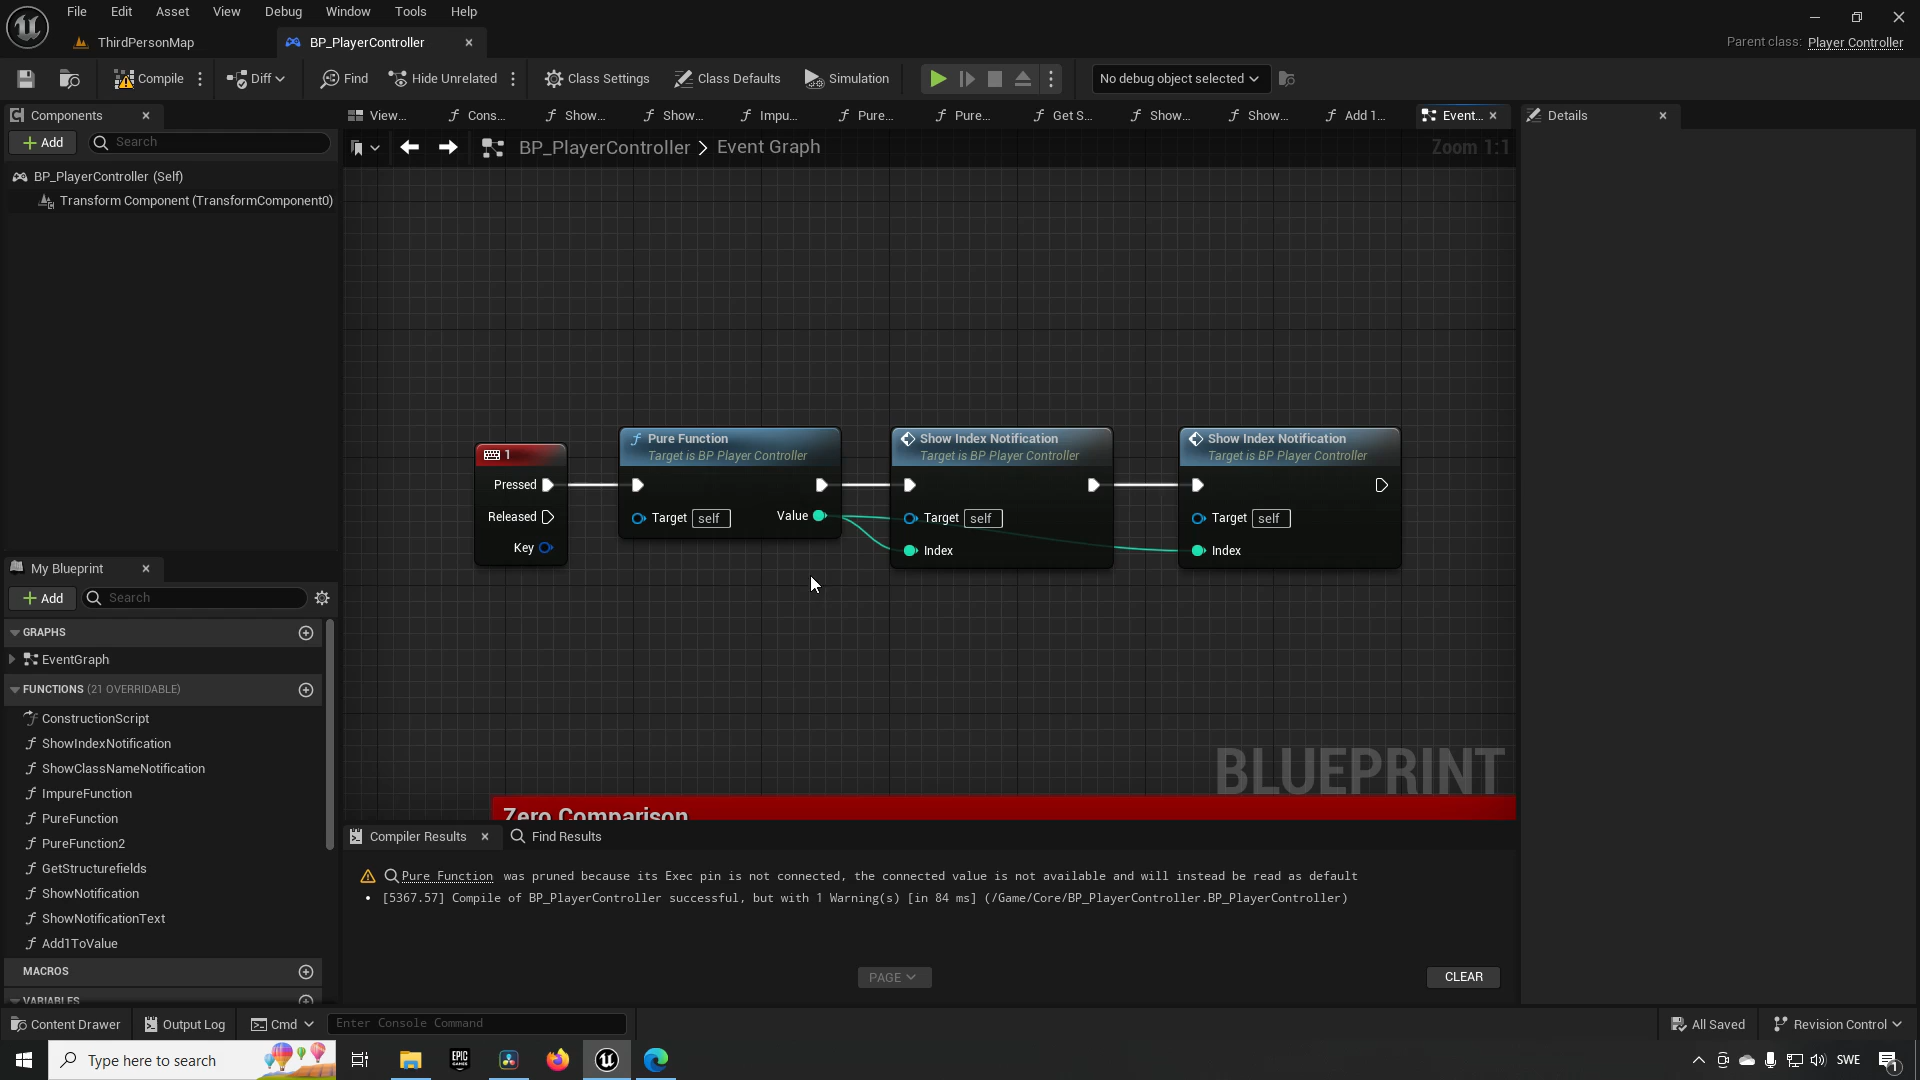 File Edit Asset View Debug Window Tools Help
ThirdPersonMap
BP_PlayerController
Parent class: Player Controller
Compile
Diff
Find
Hide Unrelated
Class Settings
Class Defaults
Simulation
No debug object selected
Components
View...
Cons...
Show...
Show...
Impu...
Pure...
Pure...
Get S...
Show...
Show...
Add 1...
Event...
Details
Add
Search
BP_PlayerController > Event Graph
Zoom 1:1
BP_PlayerController (Self)
Transform Component (TransformComponent0)
1
Pressed
Released
Key
Pure Function
Target is BP Player Controller
Target self
Value
Show Index Notification
Target is BP Player Controller
Target self
Index
Show Index Notification
Target is BP Player Controller
Target self
Index
BLUEPRINT
Zero Comparison
My Blueprint
Add
Search
GRAPHS
EventGraph
FUNCTIONS (21 OVERRIDABLE)
ConstructionScript
ShowIndexNotification
ShowClassNameNotification
ImpureFunction
PureFunction
PureFunction2
GetStructurefields
ShowNotification
ShowNotificationText
Add1ToValue
MACROS
VARIABLES
Compiler Results
Find Results
Pure Function was pruned because its Exec pin is not connected, the connected value is not available and will instead be read as default
[5367.57] Compile of BP_PlayerController successful, but with 1 Warning(s) [in 84 ms] (/Game/Core/BP_PlayerController.BP_PlayerController)
PAGE
CLEAR
Content Drawer
Output Log
Cmd
Enter Console Command
All Saved
Revision Control
Type here to search
EPIC GAMES
SWE
1